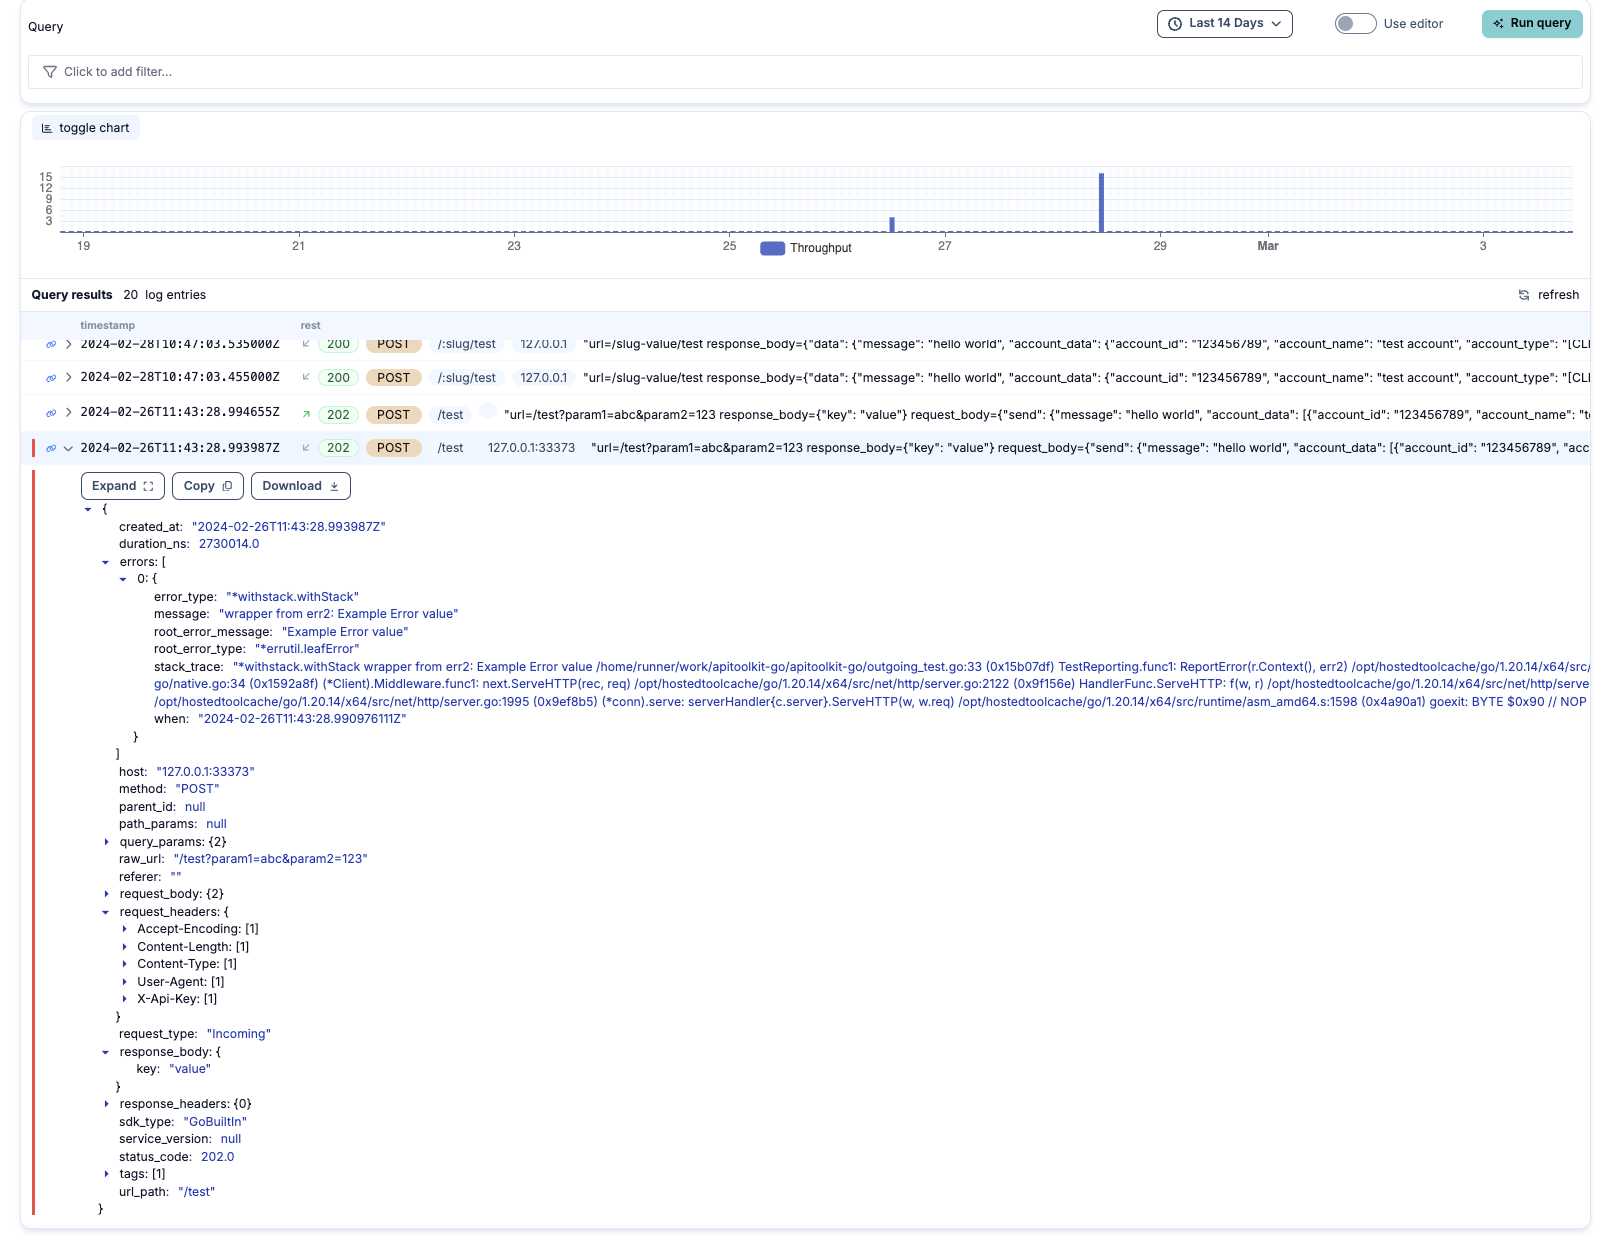 Query
Last 14 Days
Use editor
Run query
Click to add filter...
toggle chart
15
12
9
6
3
19
21
23
25
27
29
Mar
3
Throughput
Query results 20 log entries
refresh
timestamp rest
2024-02-28T10:47:03.535000Z 200 POST /:slug/test 127.0.0.1 "url=/slug-value/test response_body={"data": {"message": "hello world", "account_data": {"account_id": "123456789", "account_name": "test account", "account_type": "[CLI
2024-02-28T10:47:03.455000Z 200 POST /:slug/test 127.0.0.1 "url=/slug-value/test response_body={"data": {"message": "hello world", "account_data": {"account_id": "123456789", "account_name": "test account", "account_type": "[CLI
2024-02-26T11:43:28.994655Z 202 POST /test "url=/test?param1=abc&param2=123 response_body={"key": "value"} request_body={"send": {"message": "hello world", "account_data": [{"account_id": "123456789", "account_name": "te
2024-02-26T11:43:28.993987Z 202 POST /test 127.0.0.1:33373 "url=/test?param1=abc&param2=123 response_body={"key": "value"} request_body={"send": {"message": "hello world", "account_data": [{"account_id": "123456789", "acc
Expand Copy Download
{
created_at: "2024-02-26T11:43:28.993987Z"
duration_ns: 2730014.0
errors: [
0: {
error_type: "*withstack.withStack"
message: "wrapper from err2: Example Error value"
root_error_message: "Example Error value"
root_error_type: "*errutil.leafError"
stack_trace: "*withstack.withStack wrapper from err2: Example Error value /home/runner/work/apitoolkit-go/apitoolkit-go/outgoing_test.go:33 (0x15b07df) TestReporting.func1: ReportError(r.Context(), err2) /opt/hostedtoolcache/go/1.20.14/x64/src/
go/native.go:34 (0x1592a8f) (*Client).Middleware.func1: next.ServeHTTP(rec, req) /opt/hostedtoolcache/go/1.20.14/x64/src/net/http/server.go:2122 (0x9f156e) HandlerFunc.ServeHTTP: f(w, r) /opt/hostedtoolcache/go/1.20.14/x64/src/net/http/serve
/opt/hostedtoolcache/go/1.20.14/x64/src/net/http/server.go:1995 (0x9ef8b5) (*conn).serve: serverHandler{c.server}.ServeHTTP(w, w.req) /opt/hostedtoolcache/go/1.20.14/x64/src/runtime/asm_amd64.s:1598 (0x4a90a1) goexit: BYTE $0x90 // NOP
when: "2024-02-26T11:43:28.990976111Z"
}
]
host: "127.0.0.1:33373"
method: "POST"
parent_id: null
path_params: null
query_params: {2}
raw_url: "/test?param1=abc&param2=123"
referer: ""
request_body: {2}
request_headers: {
Accept-Encoding: [1]
Content-Length: [1]
Content-Type: [1]
User-Agent: [1]
X-Api-Key: [1]
}
request_type: "Incoming"
response_body: {
key: "value"
}
response_headers: {0}
sdk_type: "GoBuiltIn"
service_version: null
status_code: 202.0
tags: [1]
url_path: "/test"
}